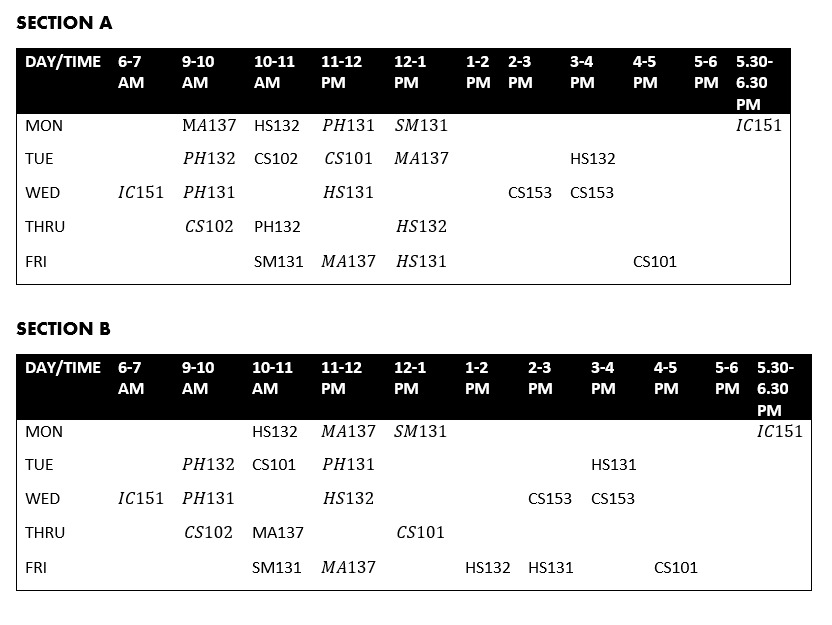 SECTION A
DAY/TIME 6-7 AM 9-10 AM 10-11 AM 11-12 PM 12-1 PM 1-2 PM 2-3 PM 3-4 PM 4-5 PM 5-6 PM 5.30-6.30 PM
MON MA137 HS132 PH131 SM131 IC151
TUE PH132 CS102 CS101 MA137 HS132
WED IC151 PH131 HS131 CS153 CS153
THRU CS102 PH132 HS132
FRI SM131 MA137 HS131 CS101
SECTION B
DAY/TIME 6-7 AM 9-10 AM 10-11 AM 11-12 PM 12-1 PM 1-2 PM 2-3 PM 3-4 PM 4-5 PM 5-6 PM 5.30-6.30 PM
MON HS132 MA137 SM131 IC151
TUE PH132 CS101 PH131 HS131
WED IC151 PH131 HS132 CS153 CS153
THRU CS102 MA137 CS101
FRI SM131 MA137 HS132 HS131 CS101